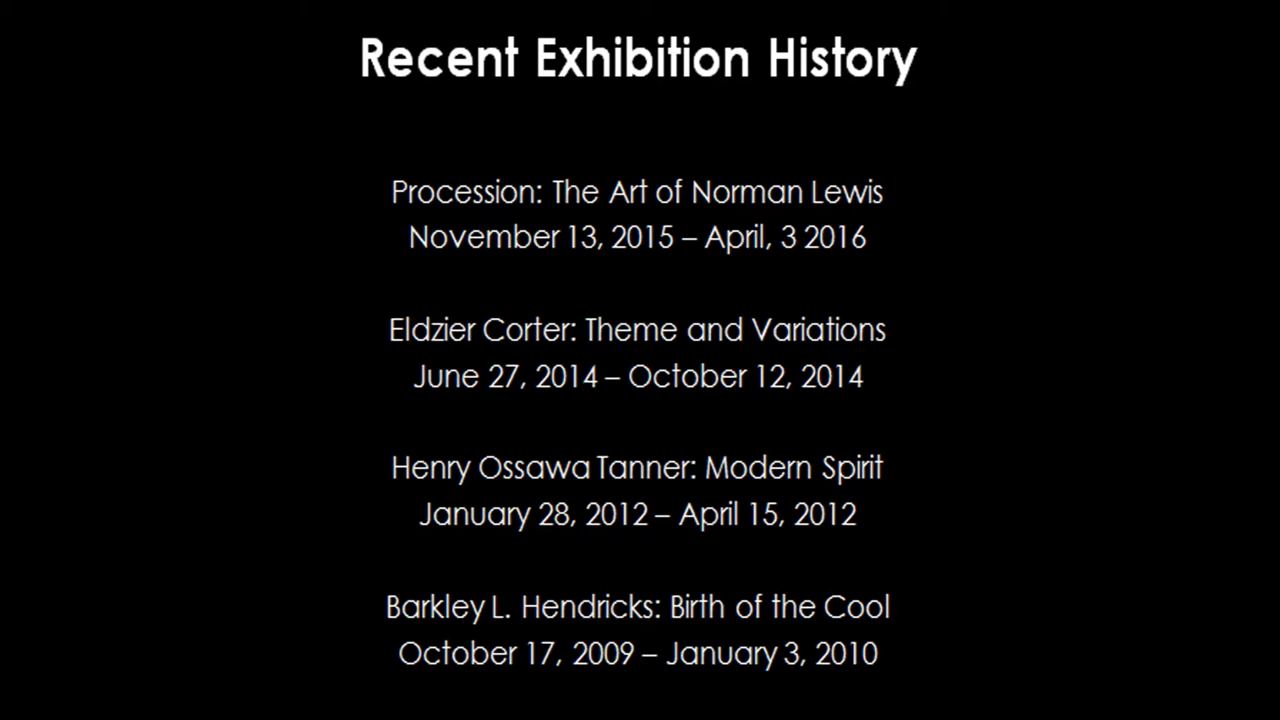 Recent Exhibition History
Procession: The Art of Norman Lewis
November 13, 2015 – April, 3 2016
Eldzier Corter: Theme and Variations
June 27, 2014 – October 12, 2014
Henry Ossawa Tanner: Modern Spirit
January 28, 2012 – April 15, 2012
Barkley L. Hendricks: Birth of the Cool
October 17, 2009 – January 3, 2010